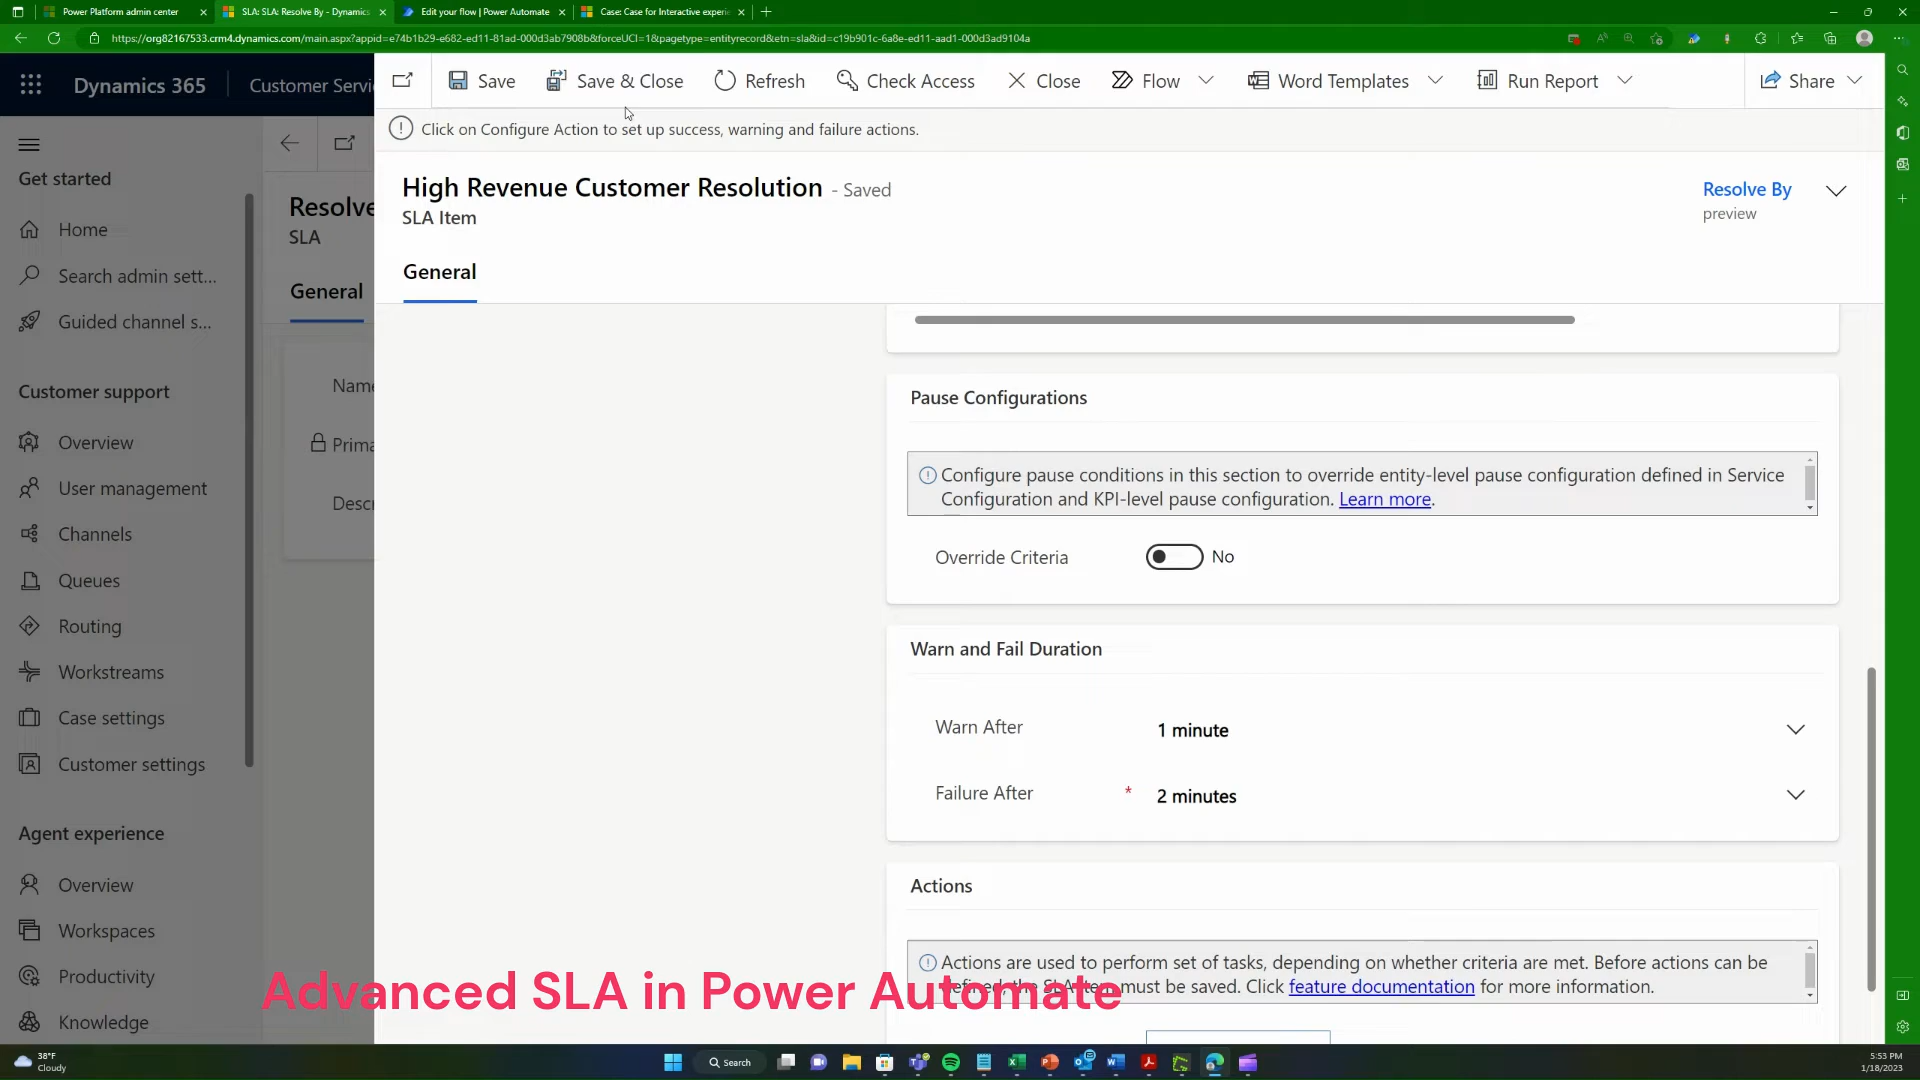 Power Platform admin center
SLA: SLA: Resolve By - Dynamics
Edit your flow | Power Automate
Case: Case for Interactive experie
https://org82167533.crm4.dynamics.com/main.aspx?appid=e74b1b29-e682-ed11-81ad-000d3ab7908b&forceUCI=1&pagetype=entityrecord&etn=sla&id=c19b901c-6a8e-ed11-aad1-000d3ad9104a
Dynamics 365
Customer Servi
Save
Save & Close
Refresh
Check Access
Close
Flow
Word Templates
Run Report
Share
Click on Configure Action to set up success, warning and failure actions.
Get started
Home
Search admin sett...
Guided channel s...
Customer support
Overview
User management
Channels
Queues
Routing
Workstreams
Case settings
Customer settings
Agent experience
Overview
Workspaces
Productivity
Knowledge
Resolve
SLA
General
Name
Prima
Descr
High Revenue Customer Resolution - Saved
SLA Item
Resolve By
preview
General
Pause Configurations
Configure pause conditions in this section to override entity-level pause configuration defined in Service
Configuration and KPI-level pause configuration. Learn more.
Override Criteria
No
Warn and Fail Duration
Warn After
1 minute
Failure After
*
2 minutes
Actions
Actions are used to perform set of tasks, depending on whether criteria are met. Before actions can be
must be saved. Click feature documentation for more information.
Advanced SLA in Power Automate
38°F
Cloudy
Search
5:53 PM
1/18/2023